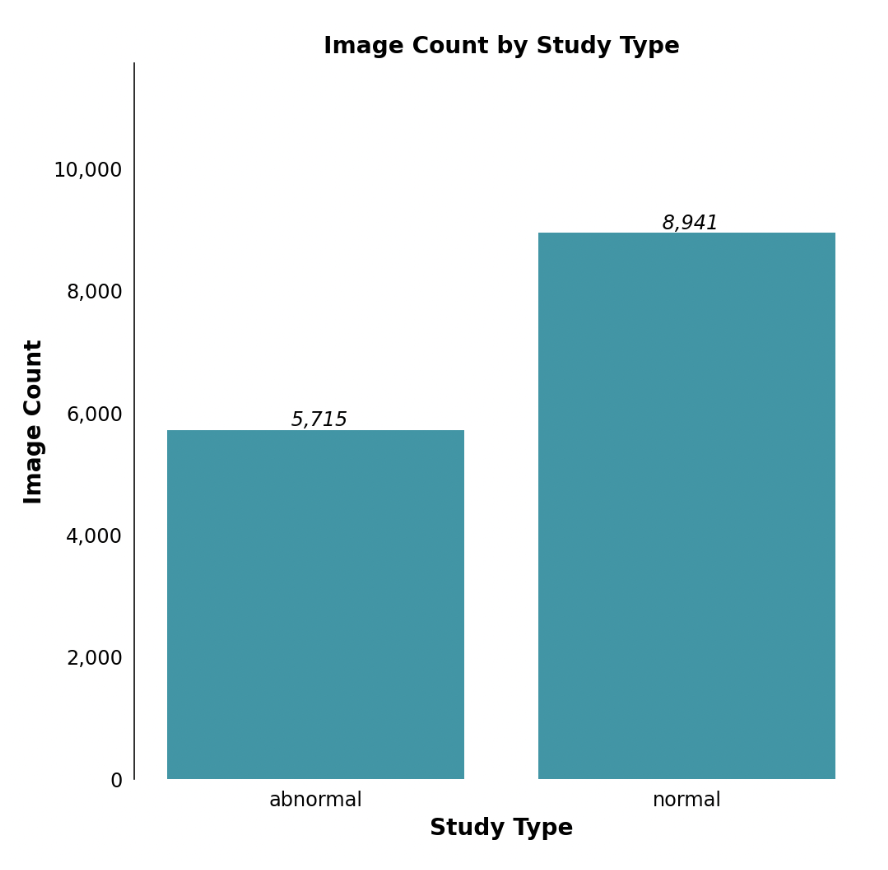 Image Count by Study Type
Image Count
10,000
8,000
6,000
4,000
2,000
0
5,715
8,941
abnormal
normal
Study Type